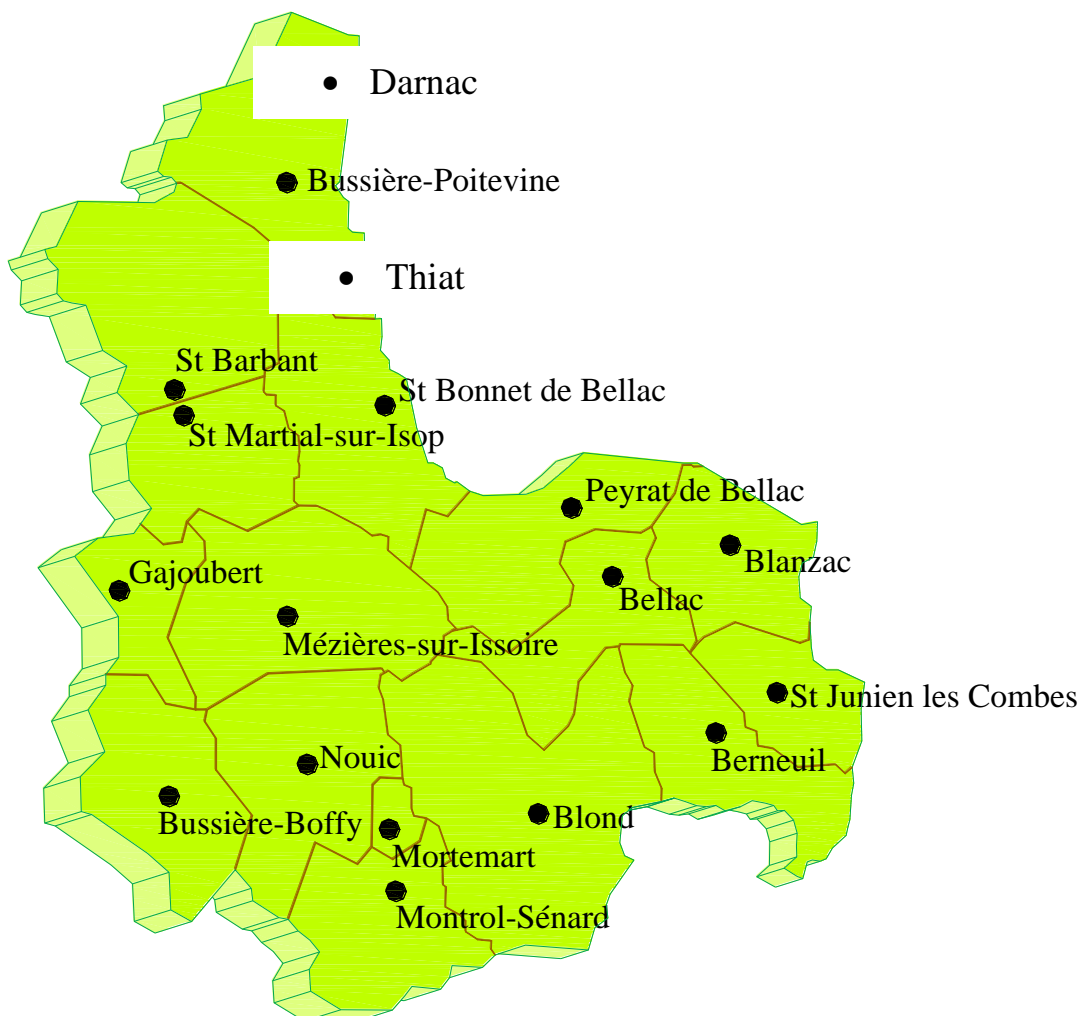 Darnac
Bussière-Poitevine
Thiat
St Barbant
St Bonnet de Bellac
St Martial-sur-Isop
Peyrat de Bellac
Blanzac
Gajoubert
Bellac
Mézières-sur-Issoire
St Junien les Combes
Berneuil
Nouic
Blond
Bussière-Boffy
Mortemart
Montrol-Sénard